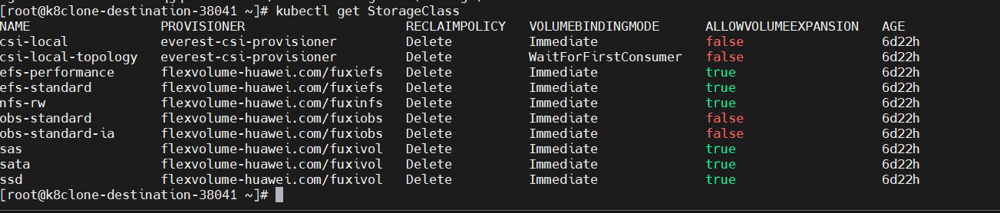 [root@k8clone-destination-38041 ~]# kubectl get StorageClass
NAME PROVISIONER RECLAIMPOLICY VOLUMEBINDINGMODE ALLOWVOLUMEEXPANSION AGE
csi-local everest-csi-provisioner Delete Immediate false 6d22h
csi-local-topology everest-csi-provisioner Delete WaitForFirstConsumer false 6d22h
efs-performance flexvolume-huawei.com/fuxiefs Delete Immediate true 6d22h
efs-standard flexvolume-huawei.com/fuxiefs Delete Immediate true 6d22h
nfs-rw flexvolume-huawei.com/fuxinfs Delete Immediate true 6d22h
obs-standard flexvolume-huawei.com/fuxiobs Delete Immediate false 6d22h
obs-standard-ia flexvolume-huawei.com/fuxiobs Delete Immediate false 6d22h
sas flexvolume-huawei.com/fuxivol Delete Immediate true 6d22h
sata flexvolume-huawei.com/fuxivol Delete Immediate true 6d22h
ssd flexvolume-huawei.com/fuxivol Delete Immediate true 6d22h
[root@k8clone-destination-38041 ~]#